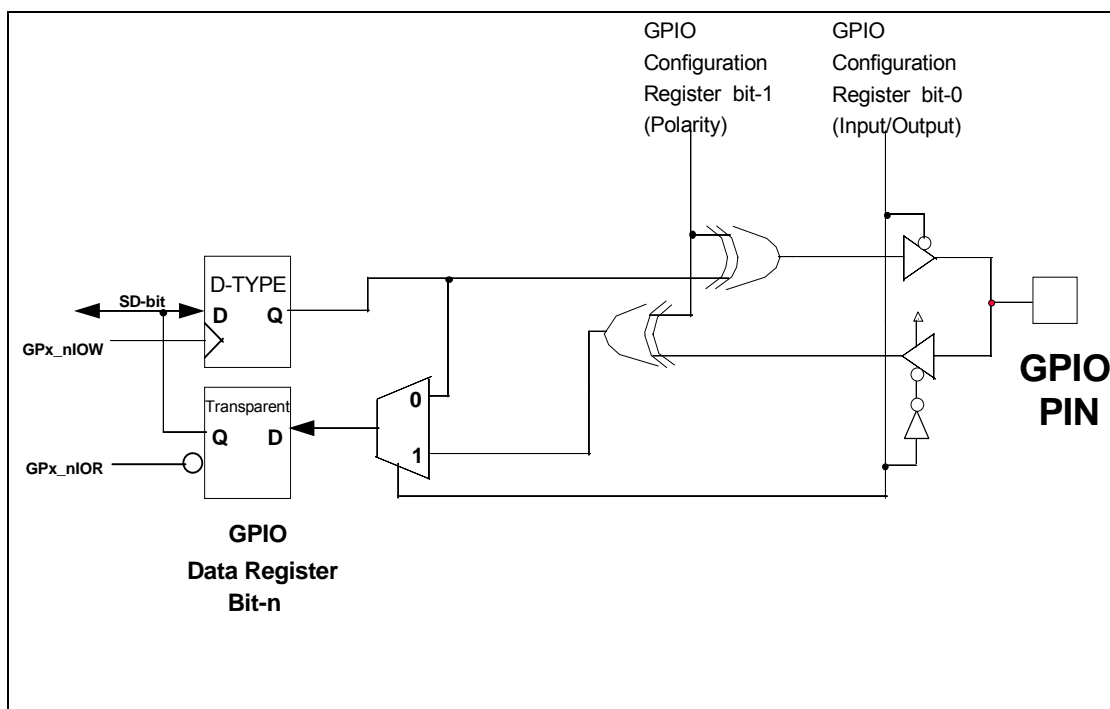 GPIO
Configuration
Register bit-1
(Polarity)
GPIO
Configuration
Register bit-0
(Input/Output)
D-TYPE
SD-bit
D Q
GPx_nIOW
Transparent
Q D
GPx_nIOR
0
1
GPIO
PIN
GPIO
Data Register
Bit-n